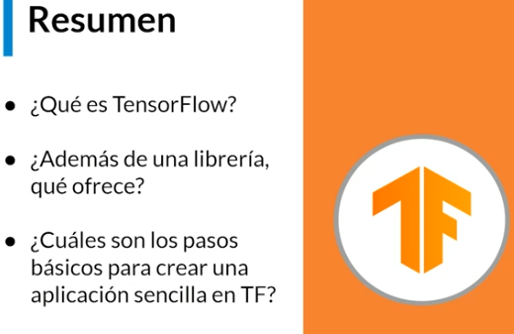 Resumen
● ¿Qué es TensorFlow?
● ¿Además de una librería,
qué ofrece?
● ¿Cuáles son los pasos
básicos para crear una
aplicación sencilla en TF?